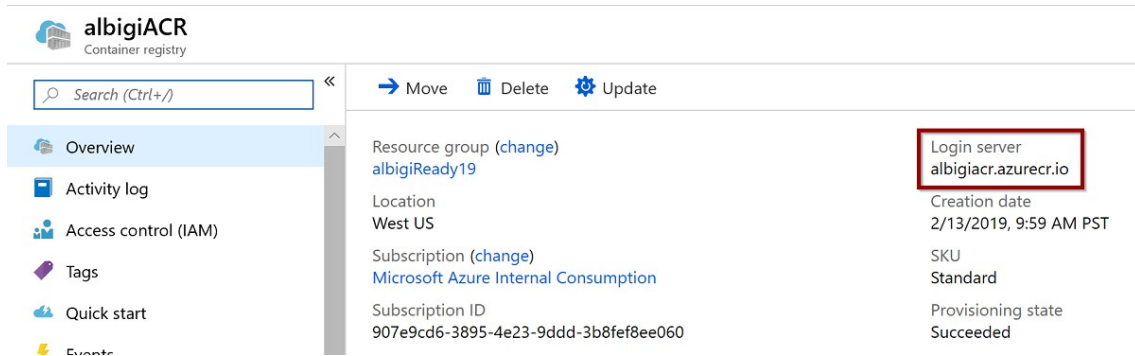 albigiACR
Container registry
Search (Ctrl+/)
«
Overview
Activity log
Access control (IAM)
Tags
Quick start
Events
Move Delete Update
Resource group (change)
albigiReady19
Location
West US
Subscription (change)
Microsoft Azure Internal Consumption
Subscription ID
907e9cd6-3895-4e23-9ddd-3b8fef8ee060
Login server
albigiacr.azurecr.io
Creation date
2/13/2019, 9:59 AM PST
SKU
Standard
Provisioning state
Succeeded